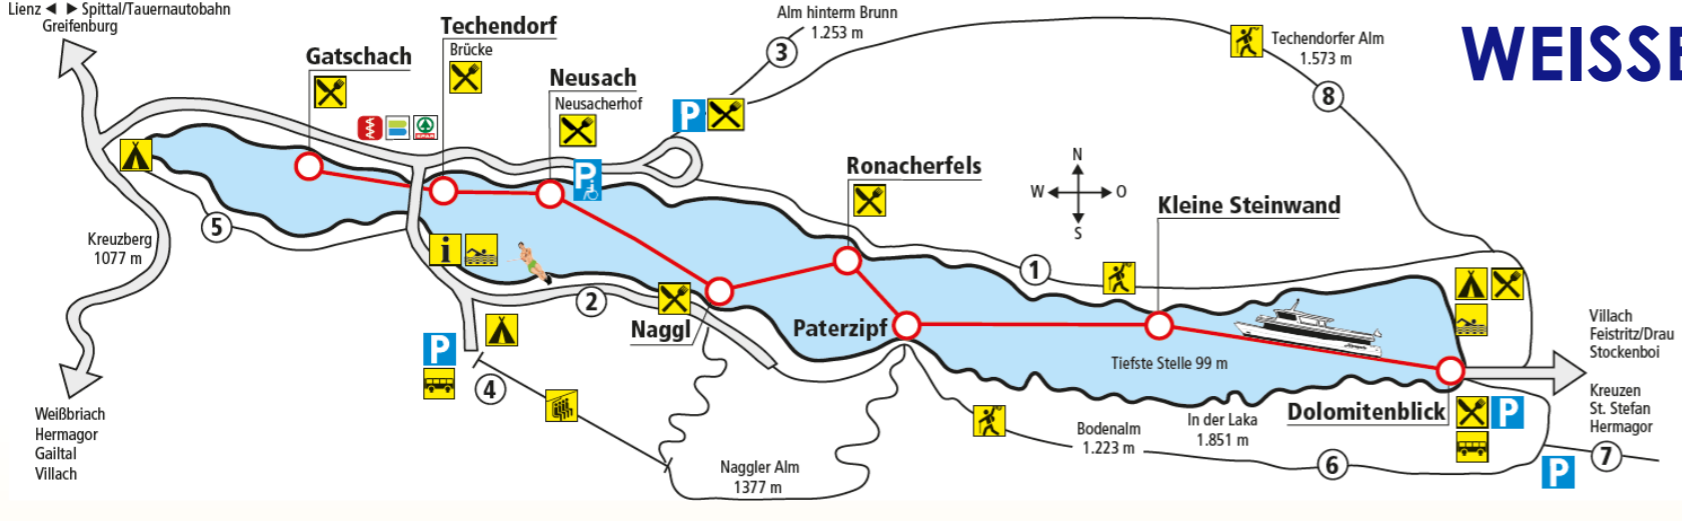 Lienz ◄ ► Spittal/Tauernautobahn
Greifenburg
Gatschach
Techendorf
Brücke
Neusach
Neusacherhof
Alm hinterm Brunn
1.253 m
3
Techendorfer Alm
1.573 m
8
WEISSE
P
SPAR
P
Ronacherfels
N
W O
S
Kleine Steinwand
5
Kreuzberg
1077 m
i
2
1
Naggl
Paterzipf
Tiefste Stelle 99 m
Villach
Feistritz/Drau
Stockenboi
Kreuzen
St. Stefan
Hermagor
P
4
Dolomitenblick
P
Weißbriach
Hermagor
Gailtal
Villach
Bodenalm
1.223 m
In der Laka
1.851 m
Naggler Alm
1377 m
6
7
P